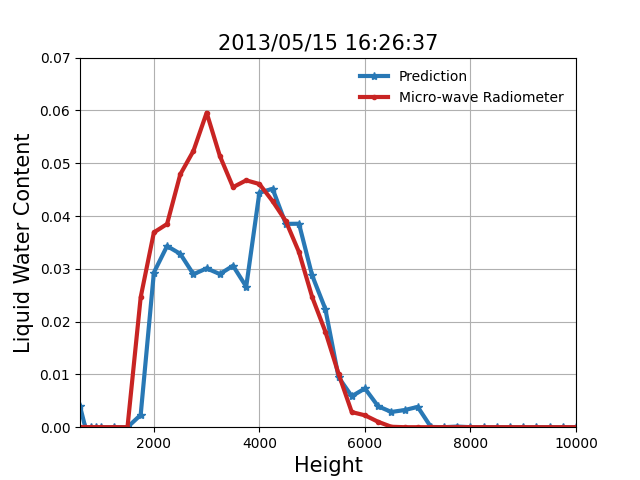 2013/05/15 16:26:37
0.07
0.06
0.05
0.04
0.03
0.02
0.01
0.00
Liquid Water Content
Prediction
Micro-wave Radiometer
2000 4000 6000 8000 10000
Height